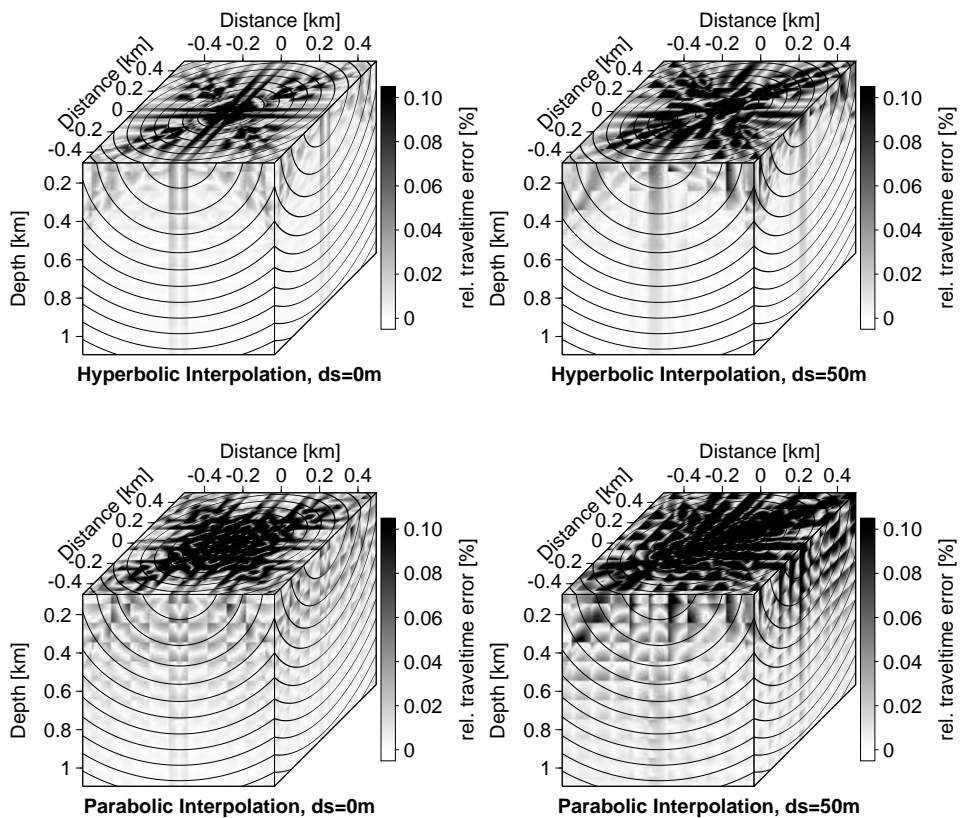 Distance [km]
-0.4 -0.2 0 0.2 0.4
Distance [km]
0.4
0.2
0
-0.2
-0.4
Depth [km]
0.2
0.4
0.6
0.8
1
0.10
0.08
0.06
0.04
0.02
0
rel. traveltime error [%]
Hyperbolic Interpolation, ds=0m
Distance [km]
-0.4 -0.2 0 0.2 0.4
Distance [km]
0.4
0.2
0
-0.2
-0.4
Depth [km]
0.2
0.4
0.6
0.8
1
0.10
0.08
0.06
0.04
0.02
0
rel. traveltime error [%]
Hyperbolic Interpolation, ds=50m
Distance [km]
-0.4 -0.2 0 0.2 0.4
Distance [km]
0.4
0.2
0
-0.2
-0.4
Depth [km]
0.2
0.4
0.6
0.8
1
0.10
0.08
0.06
0.04
0.02
0
rel. traveltime error [%]
Parabolic Interpolation, ds=0m
Distance [km]
-0.4 -0.2 0 0.2 0.4
Distance [km]
0.4
0.2
0
-0.2
-0.4
Depth [km]
0.2
0.4
0.6
0.8
1
0.10
0.08
0.06
0.04
0.02
0
rel. traveltime error [%]
Parabolic Interpolation, ds=50m